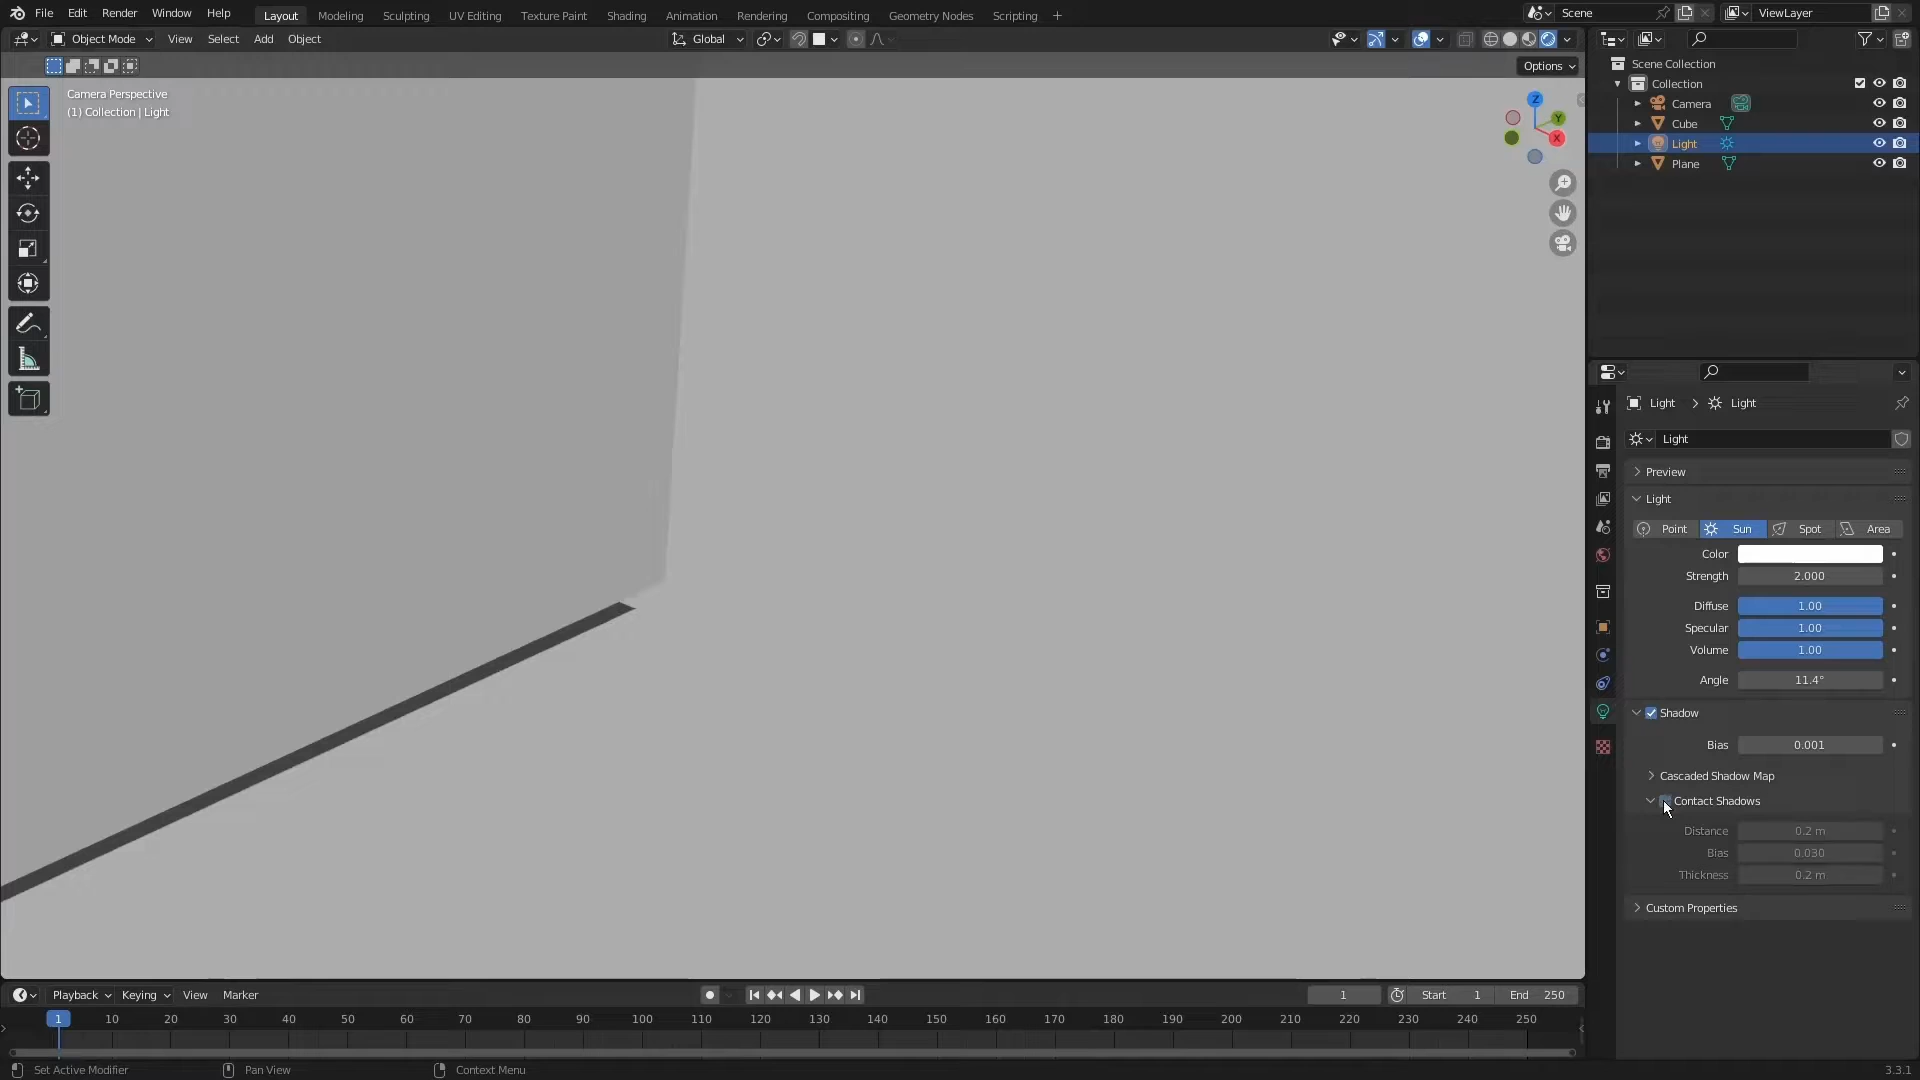 File Edit Render Window Help Layout Modeling Sculpting UV Editing Texture Paint Shading Animation Rendering Compositing Geometry Nodes Scripting + Scene ViewLayer
Object Mode View Select Add Object Global
Options
Camera Perspective
(1) Collection | Light
Z
Y
X
Scene Collection
Collection
Camera
Cube
Light
Plane
Light > Light
Light
Preview
Light
Point Sun Spot Area
Color
Strength 2.000
Diffuse 1.00
Specular 1.00
Volume 1.00
Angle 11.4°
Shadow
Bias 0.001
Cascaded Shadow Map
Contact Shadows
Distance 0.2 m
Bias 0.030
Thickness 0.2 m
Custom Properties
Playback Keying View Marker 1 Start 1 End 250
1 10 20 30 40 50 60 70 80 90 100 110 120 130 140 150 160 170 180 190 200 210 220 230 240 250
Set Active Modifier Pan View Context Menu 3.3.1